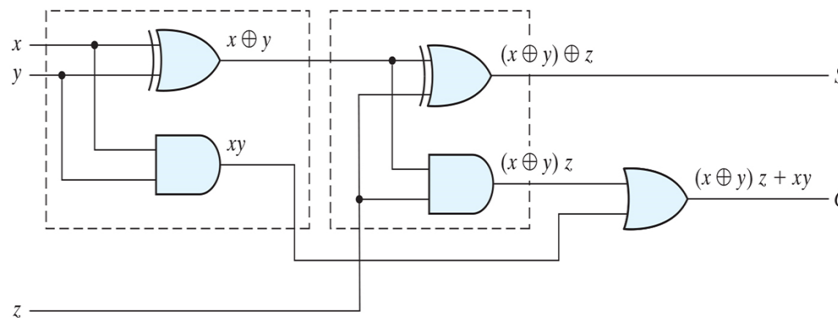 x
y
x ⊕ y
xy
(x ⊕ y) ⊕ z
(x ⊕ y) z
(x ⊕ y) z + xy
z